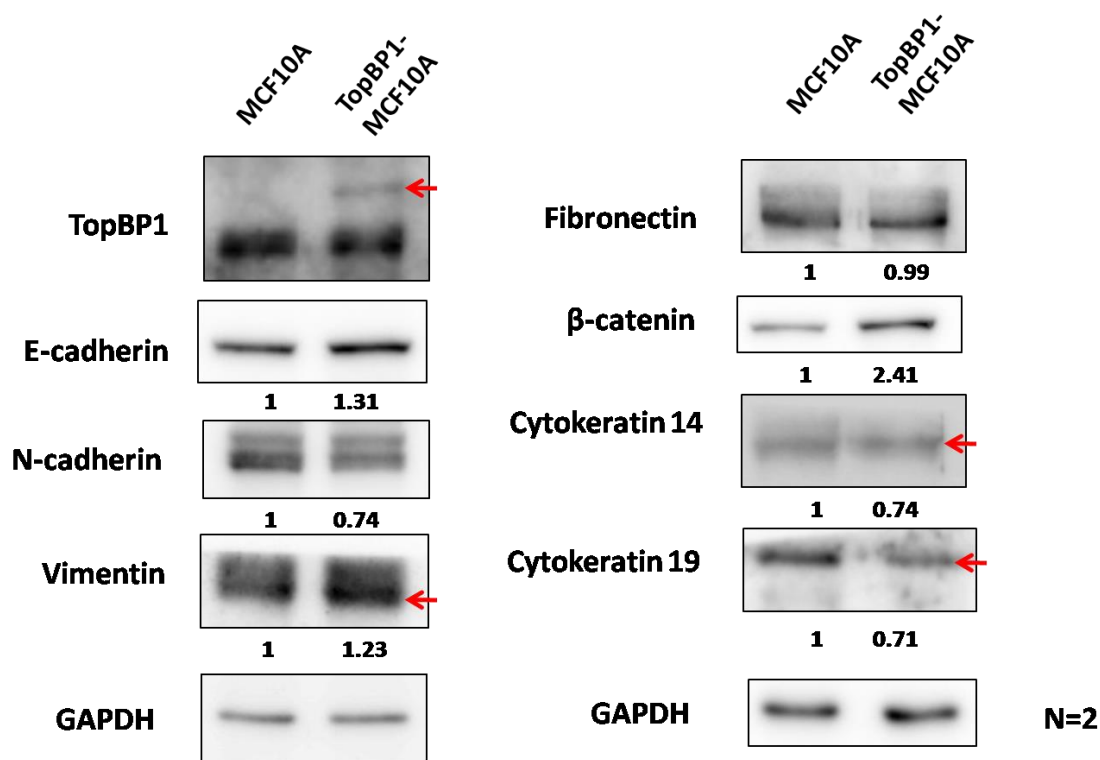 MCF10A
TopBP1-
MCF10A
TopBP1
E-cadherin
1 1.31
N-cadherin
1 0.74
Vimentin
1 1.23
GAPDH
MCF10A
TopBP1-
MCF10A
Fibronectin
1 0.99
β-catenin
1 2.41
Cytokeratin 14
1 0.74
Cytokeratin 19
1 0.71
GAPDH
N=2